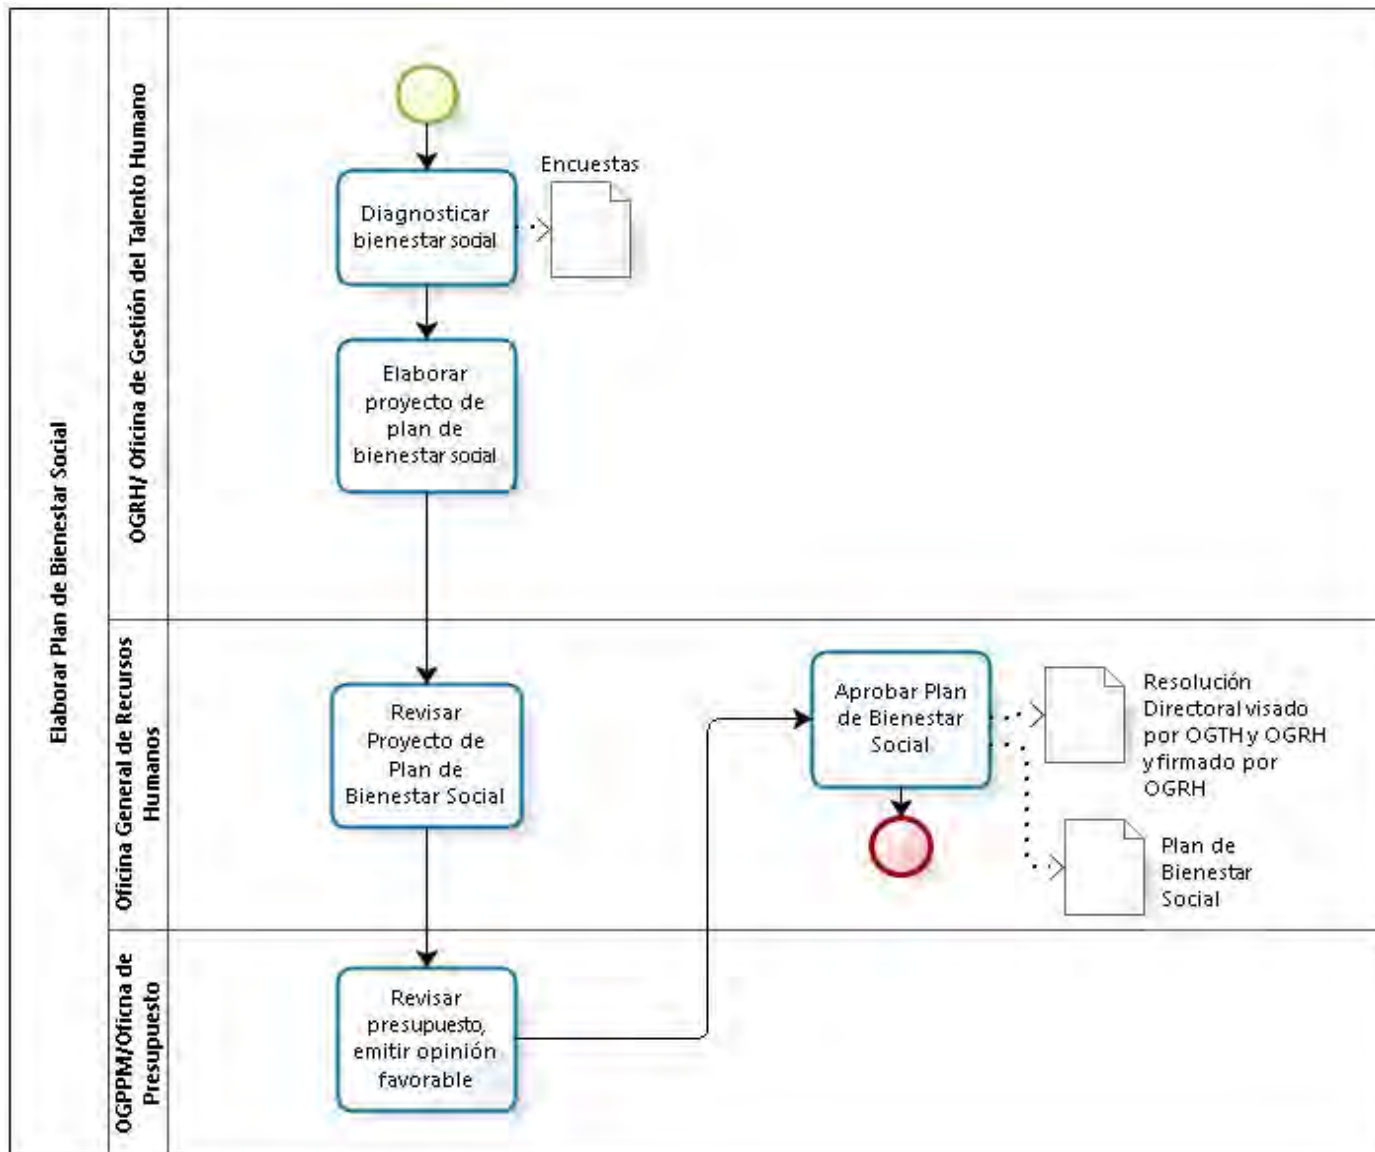 Elaborar Plan de Bienestar Social
OGRH/ Oficina de Gestión del Talento Humano
Diagnosticar
bienestar social
Encuestas
Elaborar
proyecto de
plan de
bienestar social
Oficina General de Recursos
Humanos
Revisar
Proyecto de
Plan de
Bienestar Social
Aprobar Plan
de Bienestar
Social
Resolución
Directoral visado
por OGTH y OGRH
y firmado por
OGRH
Plan de
Bienestar
Social
OGPPM/Oficna de
Presupuesto
Revisar
presupuesto,
emitir opinión
favorable